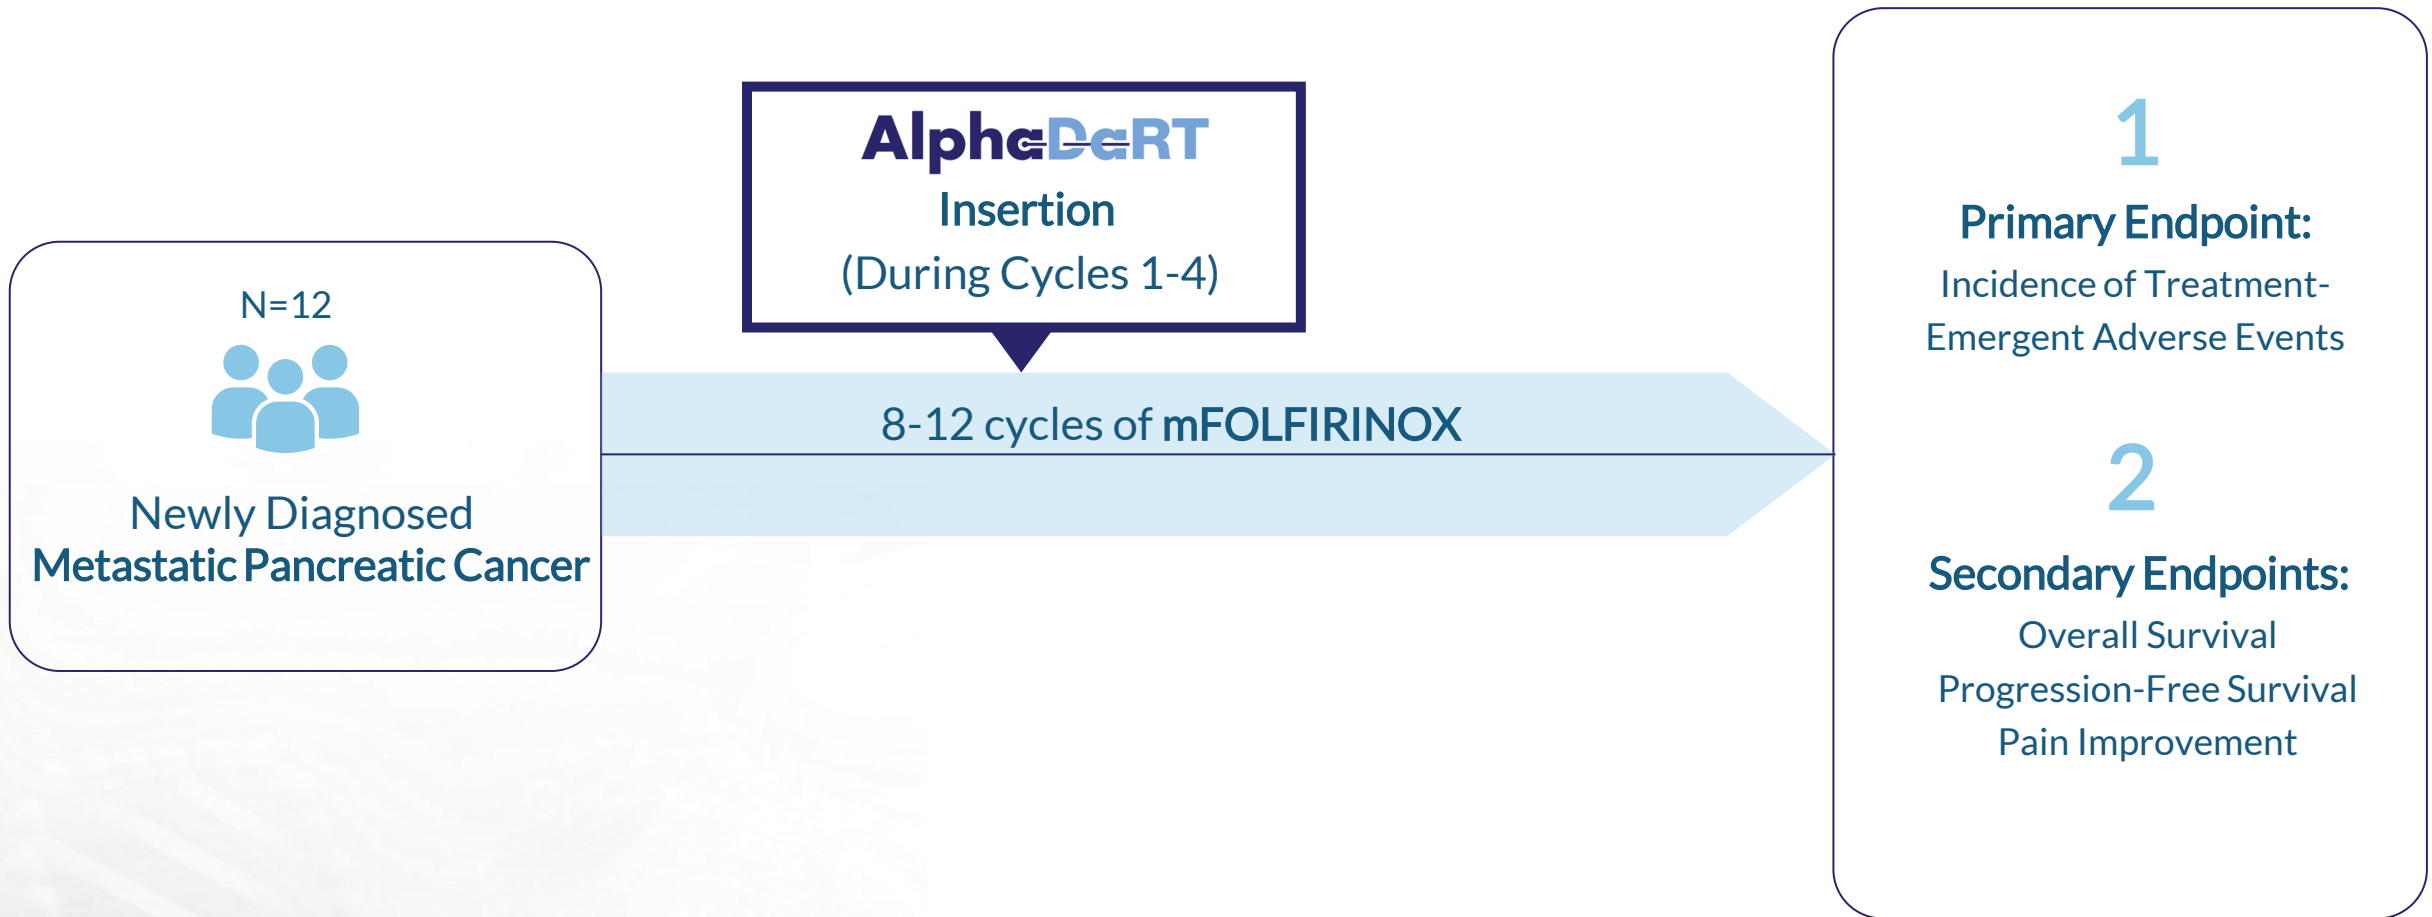 N=12
Newly Diagnosed
Metastatic Pancreatic Cancer
AlphaDaRT
Insertion
(During Cycles 1-4)
8-12 cycles of mFOLFIRINOX
1
Primary Endpoint:
Incidence of Treatment-
Emergent Adverse Events
2
Secondary Endpoints:
Overall Survival
Progression-Free Survival
Pain Improvement